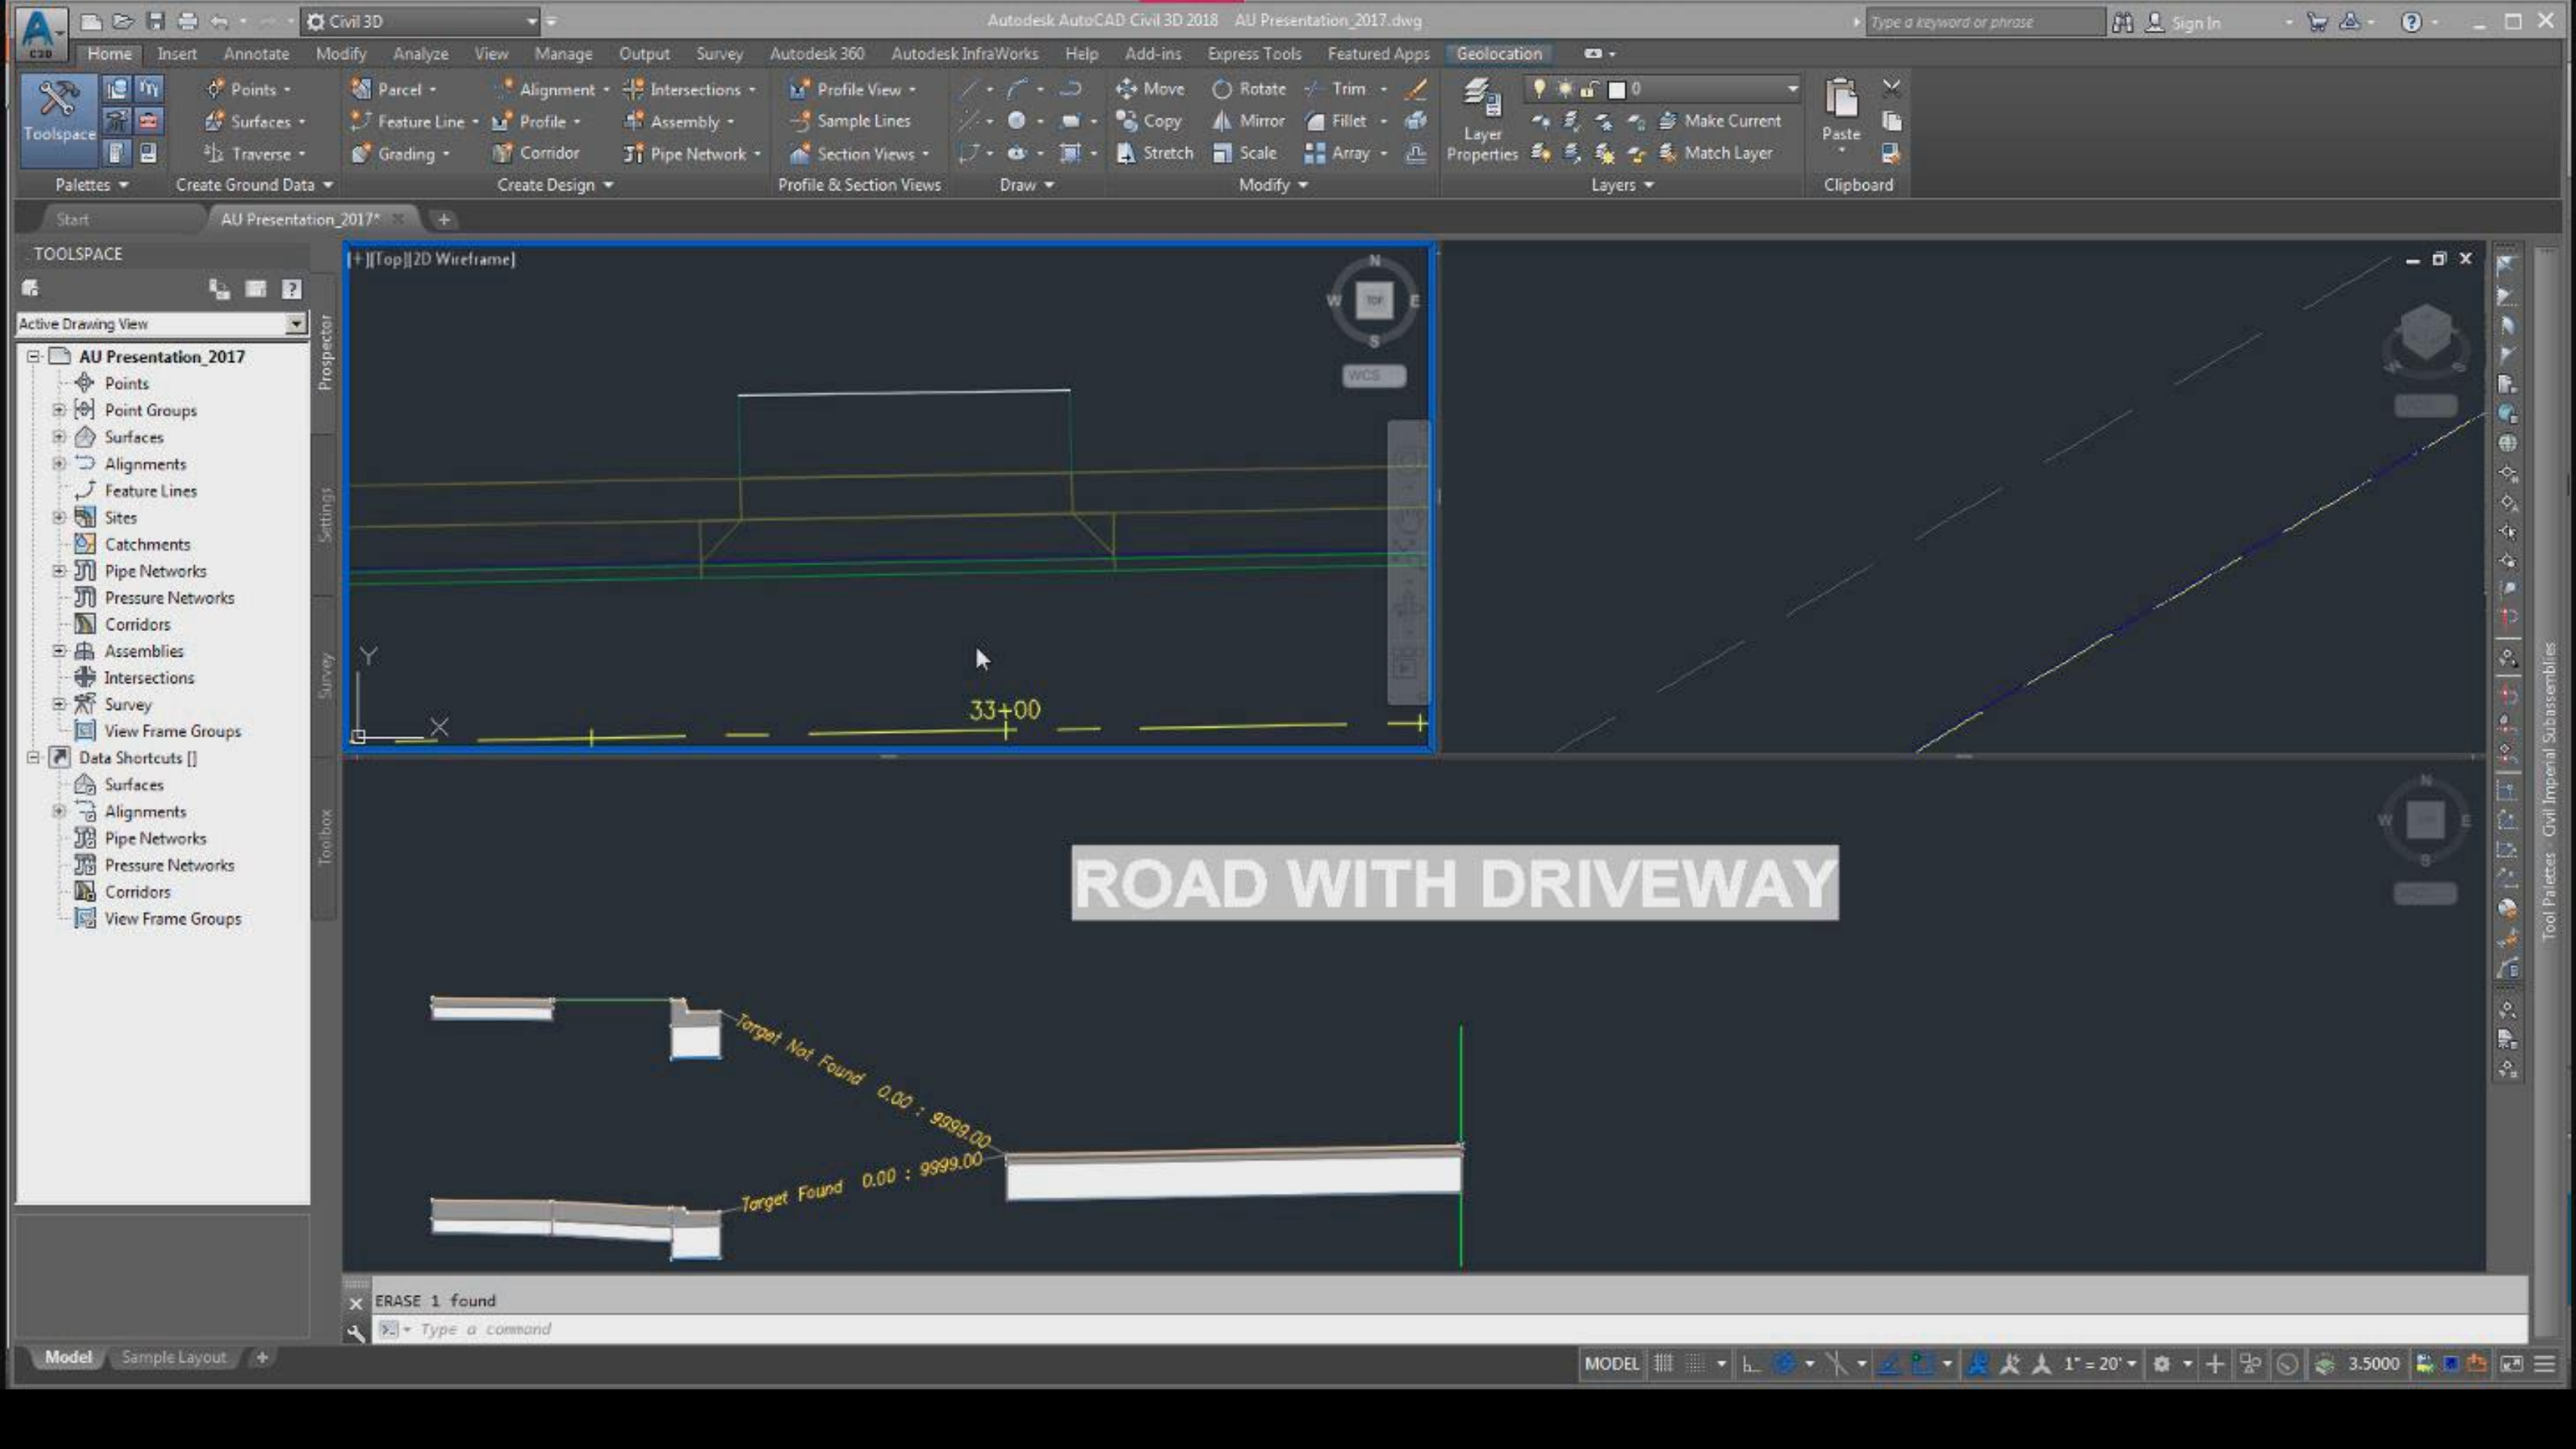 Civil 3D
Autodesk AutoCAD Civil 3D 2018 AU Presentation_2017.dwg
Type a keyword or phrase
Sign In
C3D
Home Insert Annotate Modify Analyze View Manage Output Survey Autodesk 360 Autodesk InfraWorks Help Add-ins Express Tools Featured Apps Geolocation
Toolspace
Points
Surfaces
Traverse
Parcel
Feature Line
Grading
Alignment
Profile
Corridor
Intersections
Assembly
Pipe Network
Profile View
Sample Lines
Section Views
Move
Copy
Stretch
Rotate
Mirror
Scale
Trim
Fillet
Array
Layer
Properties
0
Make Current
Match Layer
Paste
Palettes
Create Ground Data
Create Design
Profile & Section Views
Draw
Modify
Layers
Clipboard
Start
AU Presentation_2017*
TOOLSPACE
Active Drawing View
AU Presentation_2017
Points
Point Groups
Surfaces
Alignments
Feature Lines
Sites
Catchments
Pipe Networks
Pressure Networks
Corridors
Assemblies
Intersections
Survey
View Frame Groups
Data Shortcuts []
Surfaces
Alignments
Pipe Networks
Pressure Networks
Corridors
View Frame Groups
Prospector
Settings
Survey
Toolbox
[+][Top][2D Wireframe]
N
W TOP E
S
WCS
Y
X
33+00
N
W E
S
ROAD WITH DRIVEWAY
Target Not Found 0.00 : 9999.00
Target Found 0.00 : 9999.00
Tool Palettes - Civil Imperial Subassemblies
ERASE 1 found
Type a command
Model Sample Layout
MODEL
1" = 20'
3.5000